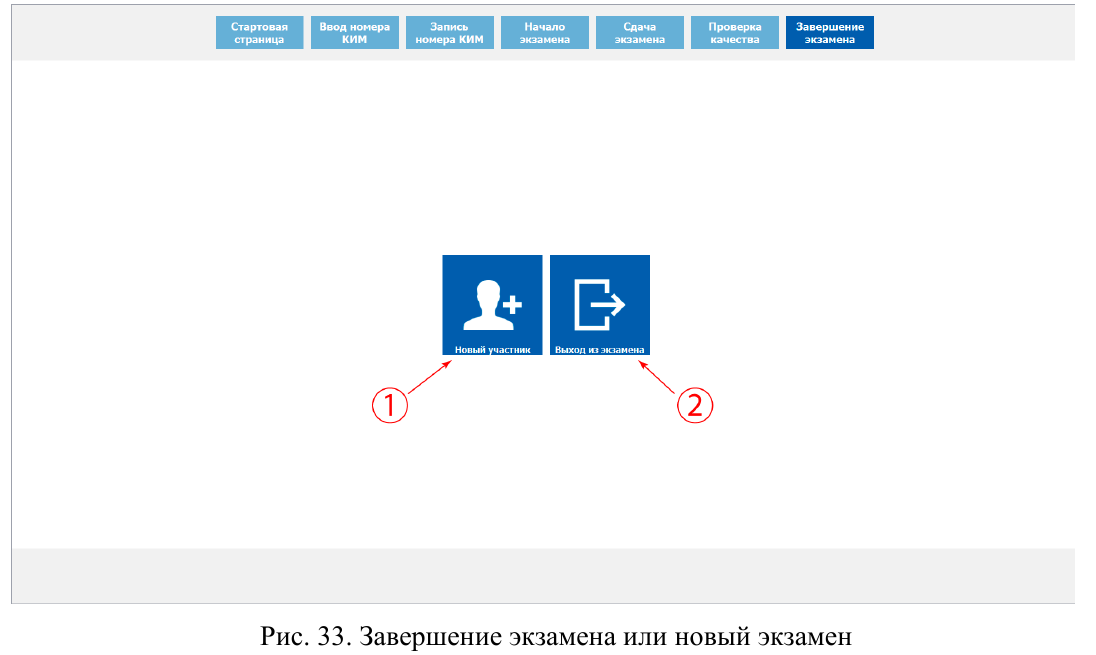 Стартовая
страница
Ввод номера
КИМ
Запись
номера КИМ
Начало
экзамена
Сдача
экзамена
Проверка
качества
Завершение
экзамена
Новый участник
Выход из экзамена
1
2
Рис. 33. Завершение экзамена или новый экзамен